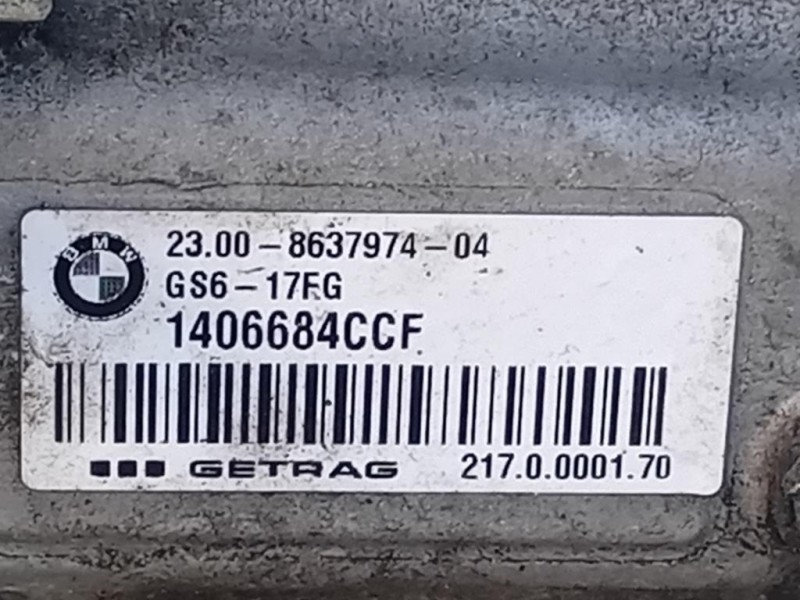 BMW
23.00-8637974-04
GS6-17FG
1406684CCF
GETRAG 217.0.0001.70